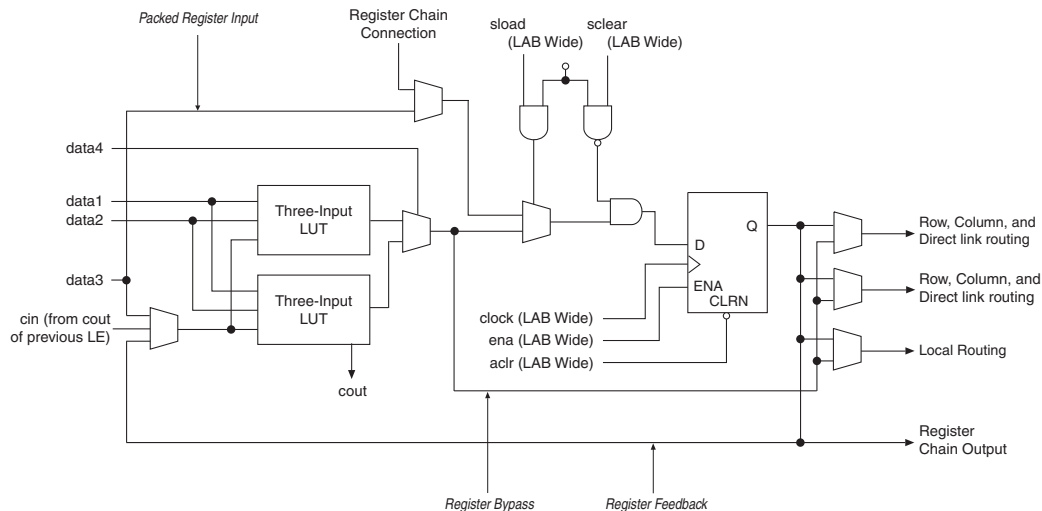 Packed Register Input
Register Chain
Connection
sload
(LAB Wide)
sclear
(LAB Wide)
data4
data1
data2
Three-Input
LUT
data3
Three-Input
LUT
cin (from cout
of previous LE)
cout
Q
D
ENA
CLRN
clock (LAB Wide)
ena (LAB Wide)
aclr (LAB Wide)
Row, Column, and
Direct link routing
Row, Column, and
Direct link routing
Local Routing
Register
Chain Output
Register Bypass
Register Feedback